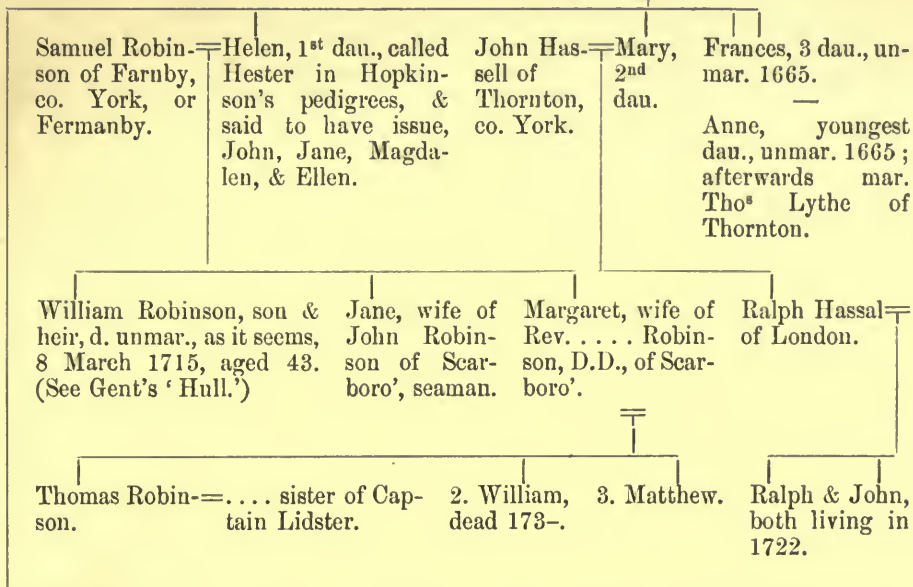 Samuel Robin-
son of Farnby,
co. York, or
Fermanby.
Helen, 1st dau., called
Hester in Hopkin-
son's pedigrees, &
said to have issue,
John, Jane, Magda-
len, & Ellen.
John Has-
sell of
Thornton,
co. York.
Mary,
2nd
dau.
Frances, 3 dau., un-
mar. 1665.
—
Anne, youngest
dau., unmar. 1665 ;
afterwards mar.
Thos Lythe of
Thornton.
William Robinson, son &
heir, d. unmar., as it seems,
8 March 1715, aged 43.
(See Gent's ‘ Hull.’)
Jane, wife of
John Robin-
son of Scar-
boro', seaman.
Margaret, wife of
Rev. . . . . Robin-
son, D.D., of Scar-
boro'.
Ralph Hassal
of London.
Thomas Robin-
son.
. . . . sister of Cap-
tain Lidster.
2. William,
dead 173–.
3. Matthew.
Ralph & John,
both living in
1722.